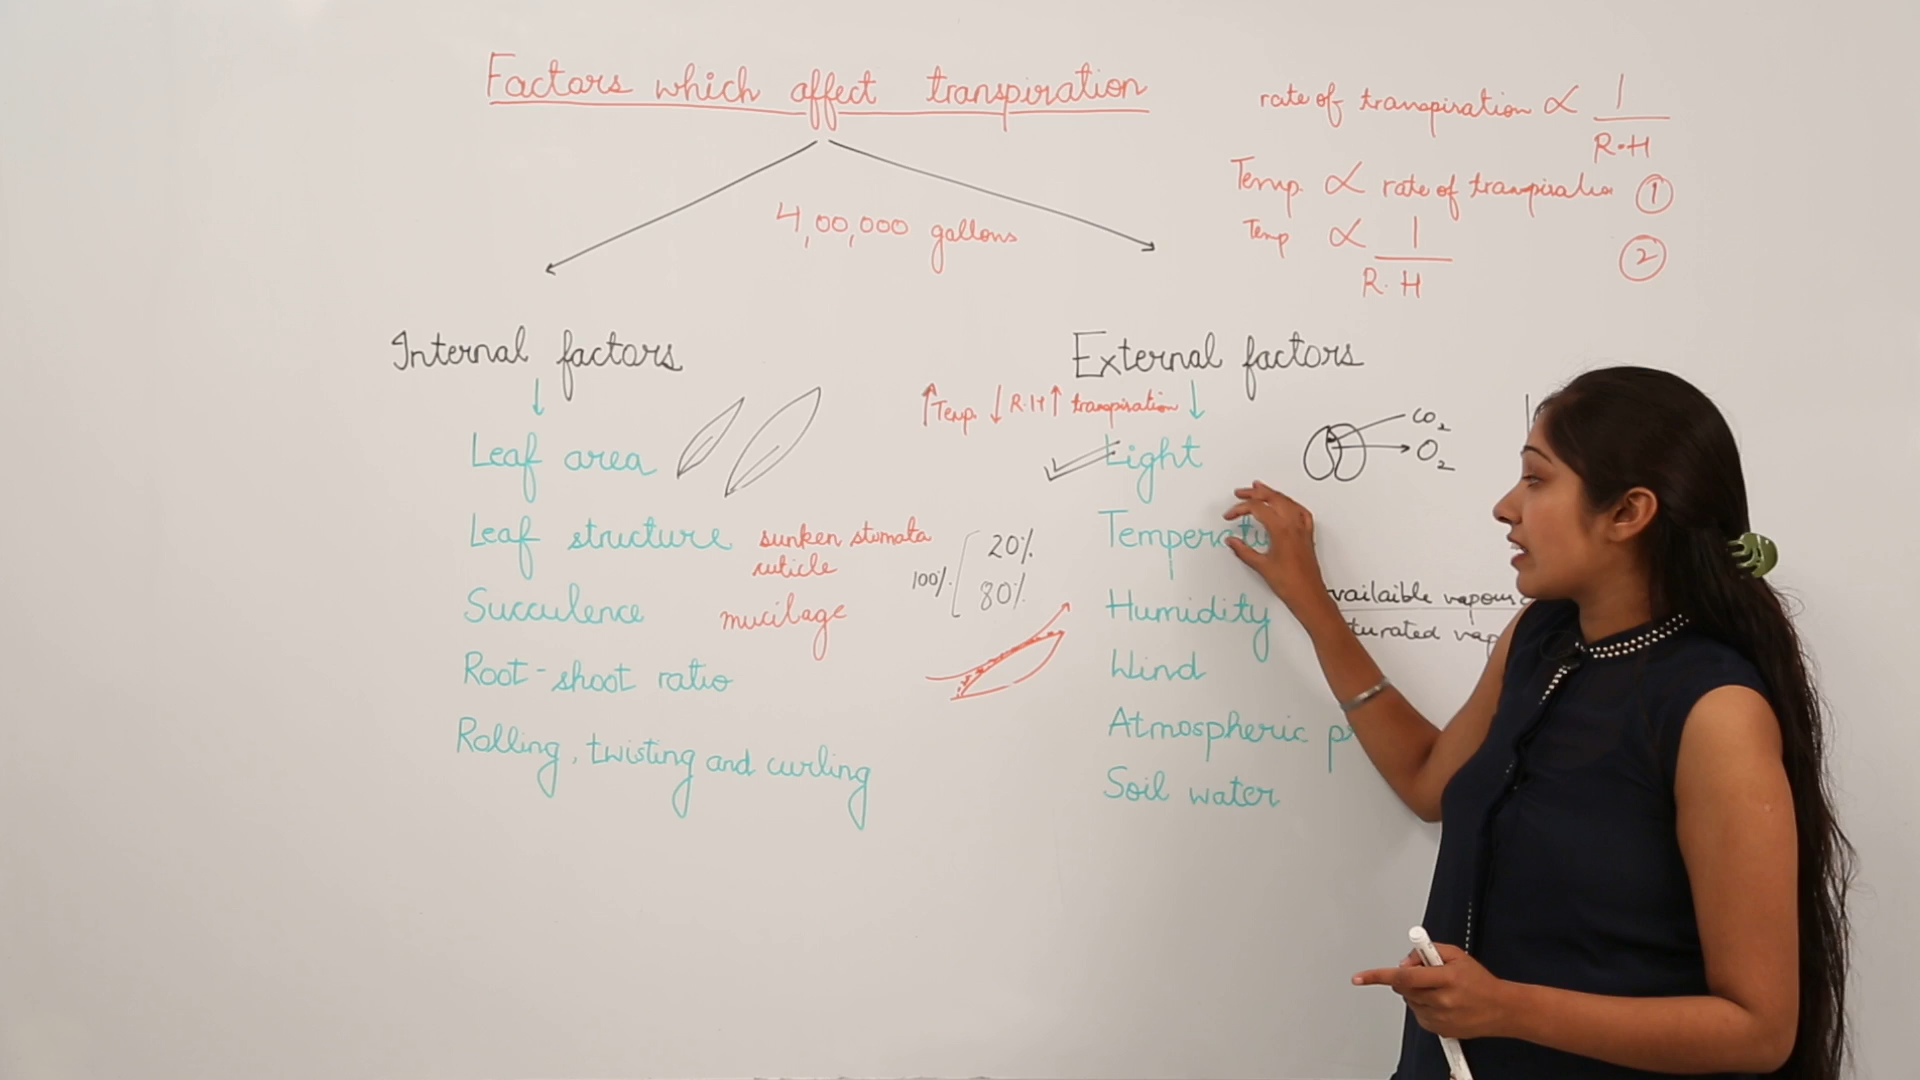 Factors which affect transpiration
rate of transpiration ∝ 1
R.H
Temp. ∝ rate of transpiration ①
Temp ∝ 1
R.H ②
4,00,000 gallons
Internal factors
Leaf area
Leaf structure sunken stomata
cuticle
Succulence mucilage
Root-shoot ratio
Rolling, twisting and curling
100% 20%
80%
External factors
↑Temp. ↓R.H ↑ transpiration
Light
CO2
O2
Humidity
Wind
Atmospheric
Soil water